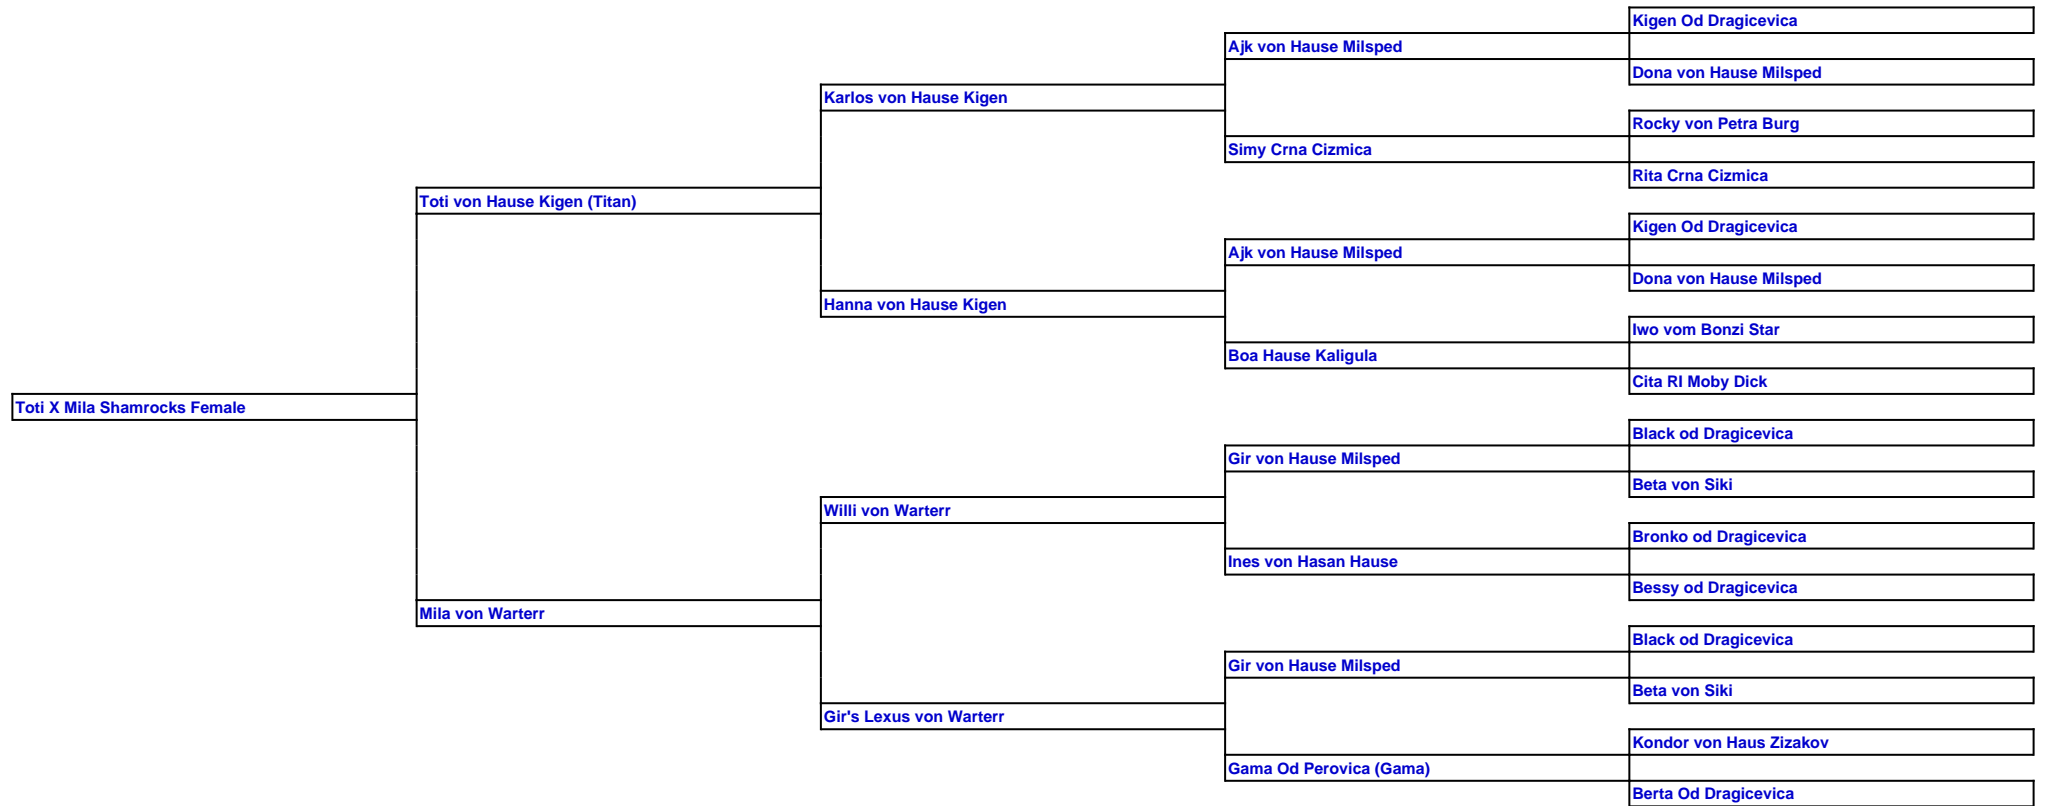 Kigen Od Dragicevica
Ajk von Hause Milsped
Dona von Hause Milsped
Karlos von Hause Kigen
Rocky von Petra Burg
Simy Crna Cizmica
Rita Crna Cizmica
Toti von Hause Kigen (Titan)
Kigen Od Dragicevica
Ajk von Hause Milsped
Dona von Hause Milsped
Hanna von Hause Kigen
Iwo vom Bonzi Star
Boa Hause Kaligula
Cita RI Moby Dick
Toti X Mila Shamrocks Female
Black od Dragicevica
Gir von Hause Milsped
Beta von Siki
Willi von Warterr
Bronko od Dragicevica
Ines von Hasan Hause
Bessy od Dragicevica
Mila von Warterr
Black od Dragicevica
Gir von Hause Milsped
Beta von Siki
Gir's Lexus von Warterr
Kondor von Haus Zizakov
Gama Od Perovica (Gama)
Berta Od Dragicevica